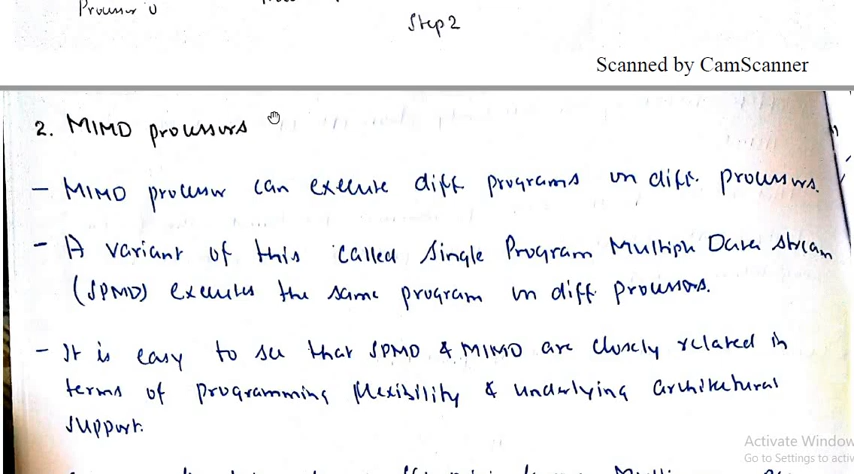 Processor 0
Step 2
Scanned by CamScanner
2. MIMD processors
- MIMD processor can execute diff programs on diff. processors.
- A variant of this called Single Program Multiple Data Stream
(SPMD) executes the same program on diff. processors.
- It is easy to see that SPMD & MIMD are closely related in
terms of programming flexibility & underlying architectural
support.
Activate Window
Go to Settings to activ